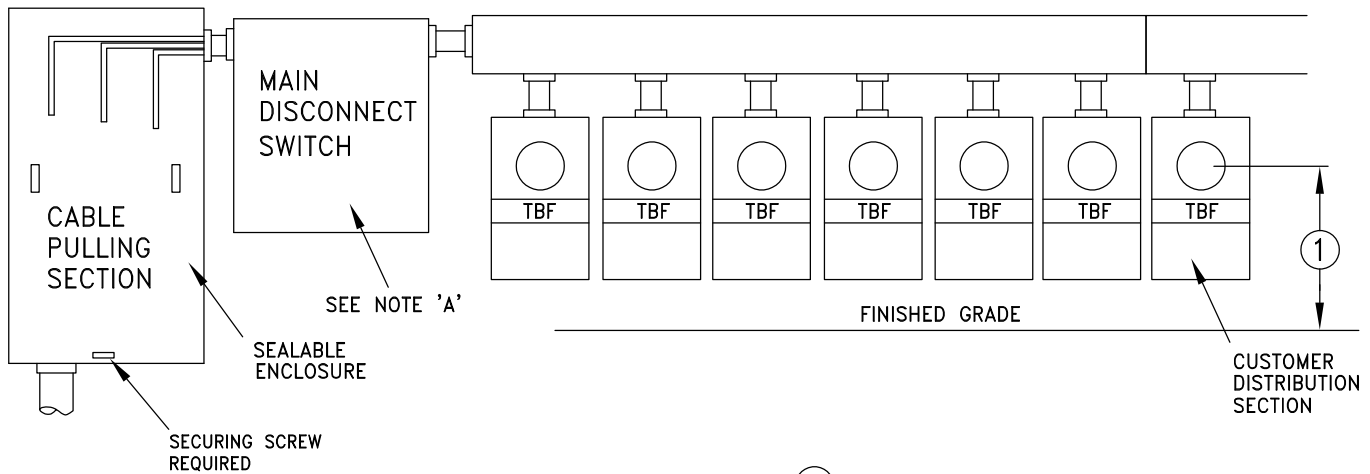 MAIN
DISCONNECT
SWITCH
CABLE
PULLING
SECTION
TBF
TBF
TBF
TBF
TBF
TBF
TBF
1
SEE NOTE 'A'
FINISHED GRADE
SEALABLE
ENCLOSURE
CUSTOMER
DISTRIBUTION
SECTION
SECURING SCREW
REQUIRED